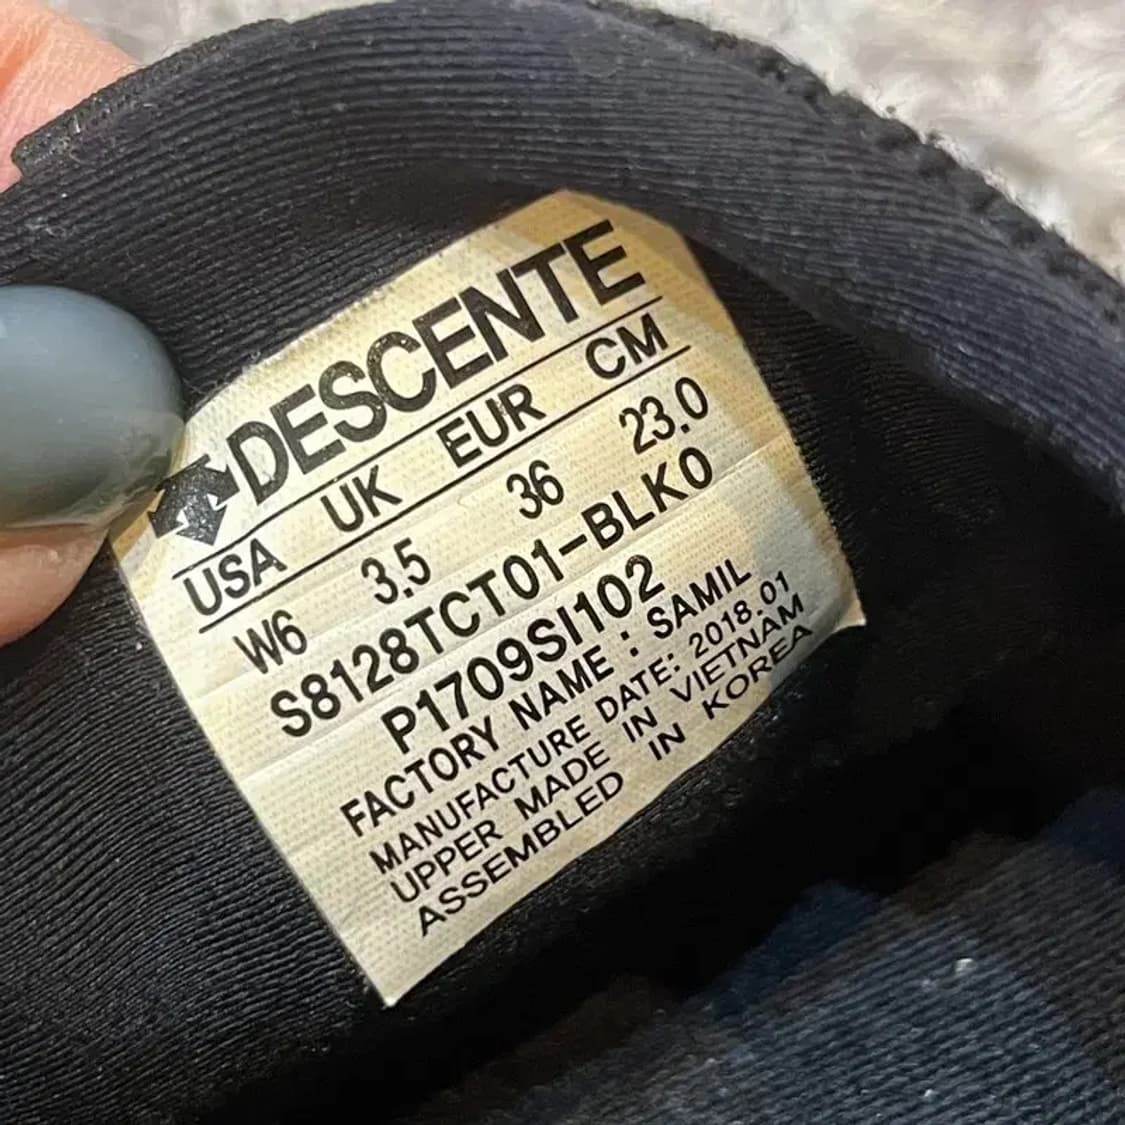 DESCENTE
USA UK EUR CM
W6 3.5 36 23.0
S8128TCT01-BLK0
P1709SI102
FACTORY NAME : SAMIL
MANUFACTURE DATE: 2018.01
UPPER MADE IN VIETNAM
ASSEMBLED IN KOREA